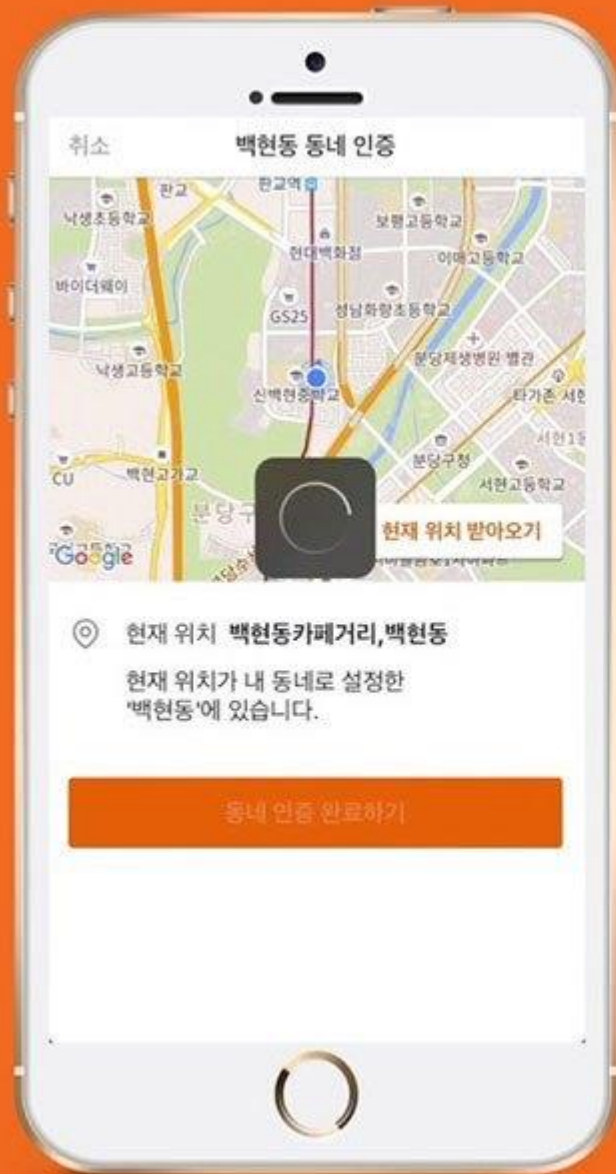 취소
백현동 동네 인증
판교
판교역
낙생초등학교
보평고등학교
현대백화점
이매고등학교
바이더웨이
GS25
성남화랑초등학교
분당제생병원 별관
낙생고등학교
신백현중학교
타가존 서현
서현1동
분당구청
CU
백현고가교
서현고등학교
분당구
현재 위치 받아오기
Google
현재 위치 백현동카페거리,백현동
현재 위치가 내 동네로 설정한
'백현동'에 있습니다.
동네 인증 완료하기